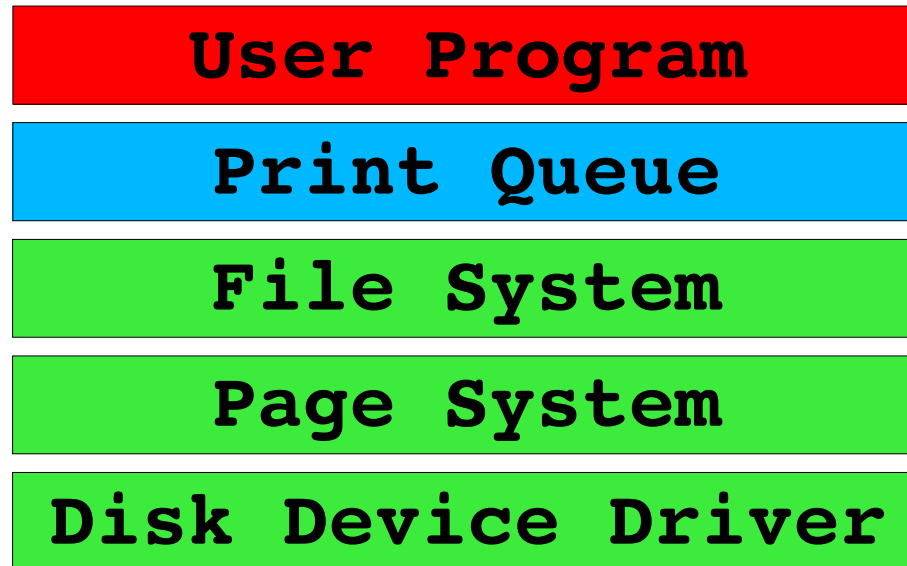 User Program
Print Queue
File System
Page System
Disk Device Driver